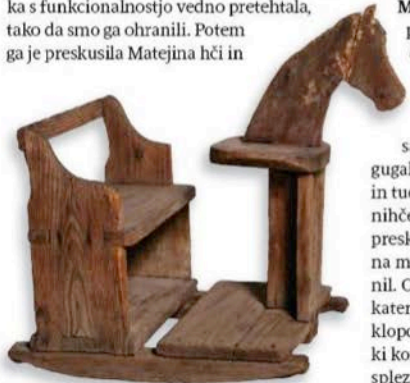 ka s funkcionalnostjo vedno pretehtala,
tako da smo ga ohranili. Potem
ga je preskusila Matejina hči in
M
s
gugal
in tu
nihče
presk
na m
nil.
kater
klopo
ki ko
splez